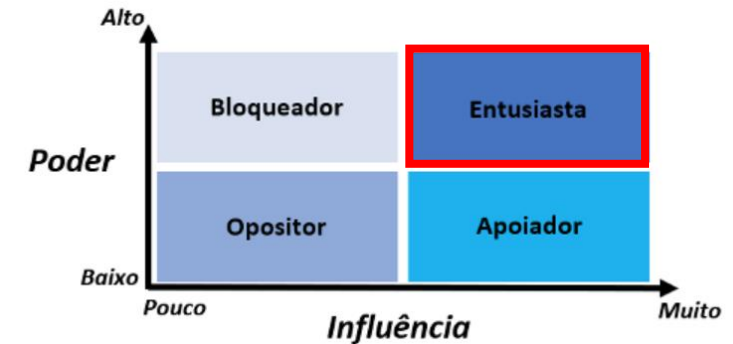 Alto
Bloqueador
Entusiasta
Poder
Opositor
Apoiador
Baixo
Pouco
Muito
Influência